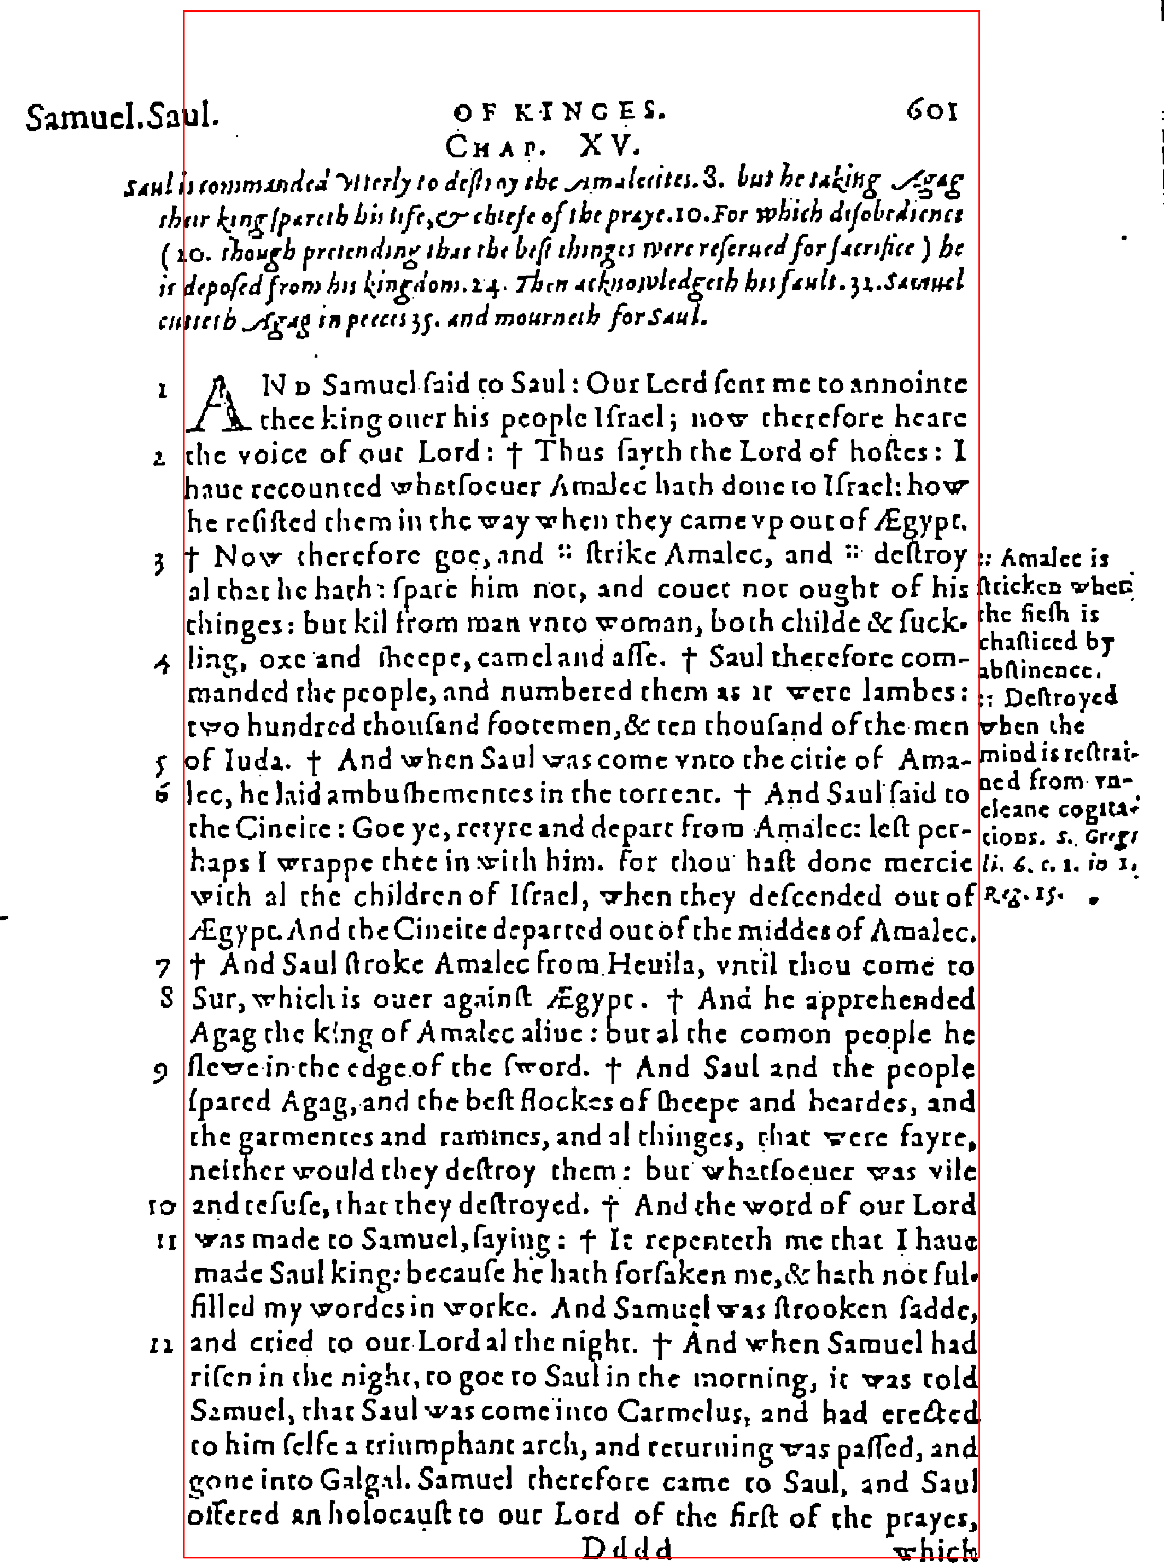 Samuel. Saul. OF KINGES. 601
CHAP. XV.
Saul is commanded vtterly to destroy the Amalecites. 8. but he taking Agag
their king spareth his life, & chiefe of the praye. 10. For which disobedience
(20. though pretending that the best thinges were reserued for sacrifice) he
is deposed from his kingdom. 24. Then acknowledgeth his fault. 32. Samuel
cutteth Agag in peeces 35. and mourneth for Saul.
1 AND Samuel ſaid to Saul: Our Lord ſent me to annointe
thee king ouer his people Iſrael; now therefore heare
2 the voice of our Lord: † Thus ſayth the Lord of hoſtes: I
haue recounted whatſoeuer Amalec hath done to Iſrael: how
he reſiſted them in the way when they came vp out of Ægypt.
3 † Now therefore goe, and :: ſtrike Amalec, and :: deſtroy
al that he hath: ſpare him not, and couet not ought of his
thinges: but kil from man vnto woman, both childe & ſuck-
4 ling, oxe and ſheepe, camel and aſſe. † Saul therefore com-
manded the people, and numbered them as it were lambes:
two hundred thouſand footemen, & ten thouſand of the men
5 of Iuda. † And when Saul was come vnto the citie of Ama-
6 lec, he laid ambuſhementes in the torrent. † And Saul ſaid to
the Cineite: Goe ye, retyre and depart from Amalec: leſt per-
haps I wrappe thee in with him. for thou haſt done mercie
with al the children of Iſrael, when they deſcended out of
Ægypt. And the Cineite departed out of the middes of Amalec.
7 † And Saul ſtroke Amalec from Heuila, vntil thou come to
8 Sur, which is ouer againſt Ægypt. † And he apprehended
Agag the king of Amalec aliue: but al the comon people he
9 ſlewe in the edge of the ſword. † And Saul and the people
ſpared Agag, and the beſt flockes of ſheepe and heardes, and
the garmentes and rammes, and al thinges, that were fayre,
neither would they deſtroy them: but whatſoeuer was vile
10 and refuſe, that they deſtroyed. † And the word of our Lord
11 was made to Samuel, ſaying: † It repenteth me that I haue
made Saul king: becauſe he hath forſaken me, & hath not ful-
filled my wordes in worke. And Samuel was ſtrooken ſadde,
12 and cried to our Lord al the night. † And when Samuel had
riſen in the night, to goe to Saul in the morning, it was told
Samuel, that Saul was come into Carmelus, and had erected
to him ſelfe a triumphant arch, and returning was paſſed, and
gone into Galgal. Samuel therefore came to Saul, and Saul
offered an holocauſt to our Lord of the firſt of the prayes,
Dddd which
:: Amalec is
ſtricken when
the fleſh is
chaſticed by
abſtinence.
:: Deſtroyed
when the
mind is reſtrai-
ned from vn-
cleane cogita-
tions. S. Greg.
li. 6. c. 1. in 1.
Reg. 15.